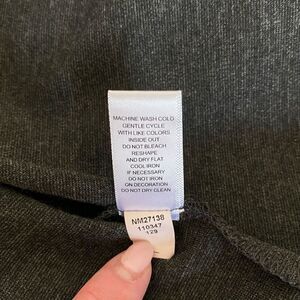 MACHINE WASH COLD
GENTLE CYCLE
WITH LIKE COLORS
INSIDE OUT
DO NOT BLEACH
RESHAPE
AND DRY FLAT
COOL IRON
IF NECESSARY
DO NOT IRON
ON DECORATION
DO NOT DRY CLEAN
NM27138
110347
129